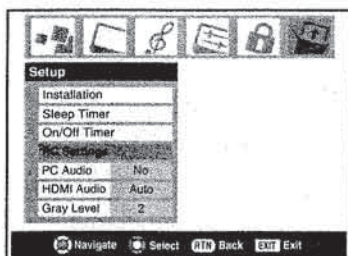 Setup
Installation
Sleep Timer
On/Off Timer
PC Settings
PC Audio No
HDMI Audio Auto
Gray Level 2
Navigate Select RTN Back EXIT Exit